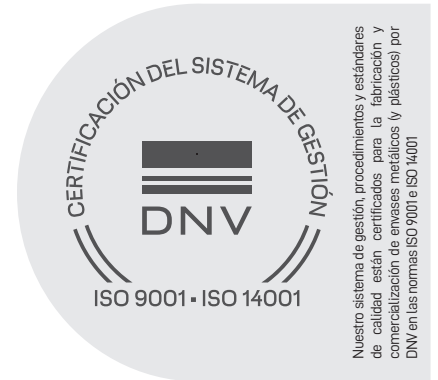 CERTIFICACIÓN DEL SISTEMA DE GESTIÓN
DNV
ISO 9001 ▪ ISO 14001
Nuestro sistema de gestión, procedimientos y estándares
de calidad están certificados para la fabricación y
comercialización de envases metálicos (y plásticos) por
DNV en las normas ISO 9001 e ISO 14001